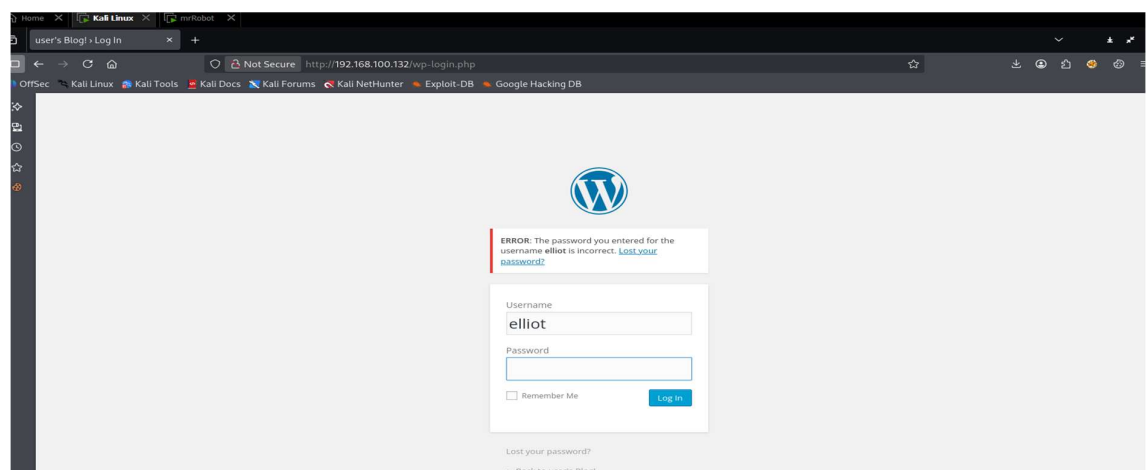 Home Kali Linux mrRobot
user's Blog! › Log In
Not Secure http://192.168.100.132/wp-login.php
OffSec Kali Linux Kali Tools Kali Docs Kali Forums Kali NetHunter Exploit-DB Google Hacking DB
ERROR: The password you entered for the
username elliot is incorrect. Lost your
password?
Username
elliot
Password
Remember Me
Log In
Lost your password?